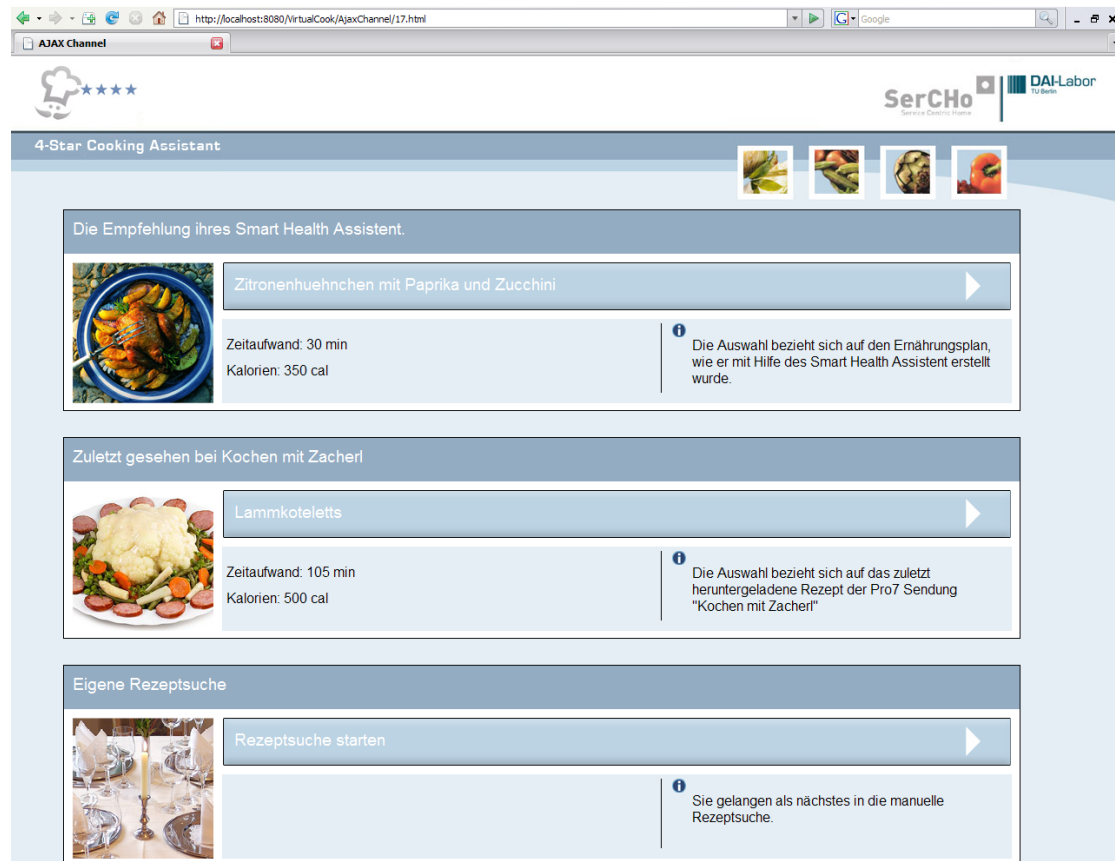 http://localhost:8080/VirtualCook/AjaxChannel/17.html
G Google
AJAX Channel
SerCHo
Service Centric Home
DAI-Labor
TU Berlin
4-Star Cooking Assistant
Die Empfehlung ihres Smart Health Assistent.
Zitronenhuehnchen mit Paprika und Zucchini
Zeitaufwand: 30 min
Kalorien: 350 cal
Die Auswahl bezieht sich auf den Ernährungsplan,
wie er mit Hilfe des Smart Health Assistent erstellt
wurde.
Zuletzt gesehen bei Kochen mit Zacherl
Lammkoteletts
Zeitaufwand: 105 min
Kalorien: 500 cal
Die Auswahl bezieht sich auf das zuletzt
heruntergeladene Rezept der Pro7 Sendung
"Kochen mit Zacherl"
Eigene Rezeptsuche
Rezeptsuche starten
Sie gelangen als nächstes in die manuelle
Rezeptsuche.